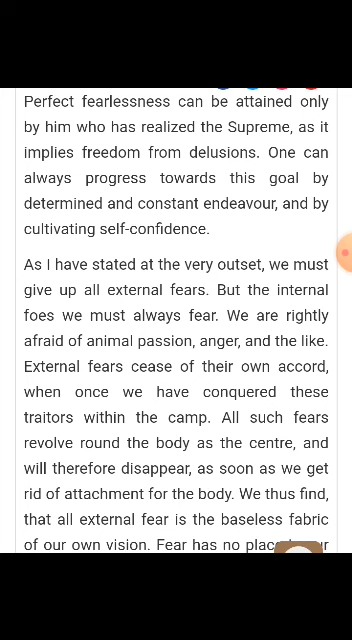 Perfect fearlessness can be attained only
by him who has realized the Supreme, as it
implies freedom from delusions. One can
always progress towards this goal by
determined and constant endeavour, and by
cultivating self-confidence.
As I have stated at the very outset, we must
give up all external fears. But the internal
foes we must always fear. We are rightly
afraid of animal passion, anger, and the like.
External fears cease of their own accord,
when once we have conquered these
traitors within the camp. All such fears
revolve round the body as the centre, and
will therefore disappear, as soon as we get
rid of attachment for the body. We thus find,
that all external fear is the baseless fabric
of our own vision. Fear has no